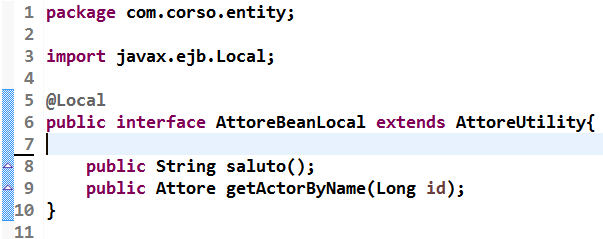 1 package com.corso.entity;
2
3 import javax.ejb.Local;
4
5 @Local
6 public interface AttoreBeanLocal extends AttoreUtility{
7
8 public String saluto();
9 public Attore getActorByName(Long id);
10 }
11